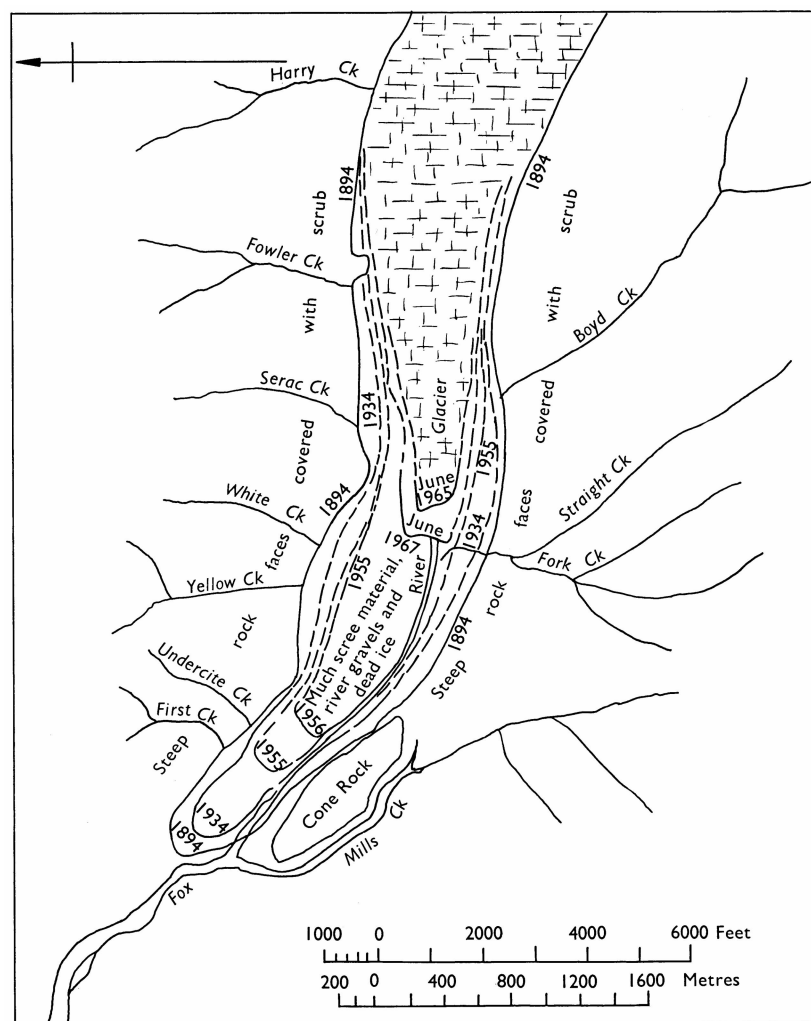 Harry Ck
1894
1894
scrub
scrub
Fowler Ck
with
with
Boyd Ck
Serac Ck
1934
Glacier
covered
covered
1955
Straight Ck
White Ck
1894
June
1965
faces
June
1934
faces
1967
Fork Ck
Yellow Ck
1955
River
rock
rock
Much scree material,
river gravels and
dead ice
1894
Steep
Undercite Ck
First Ck
1956
Steep
1955
Cone Rock
1934
1894
Mills Ck
Fox
1000 0 2000 4000 6000 Feet
200 0 400 800 1200 1600 Metres